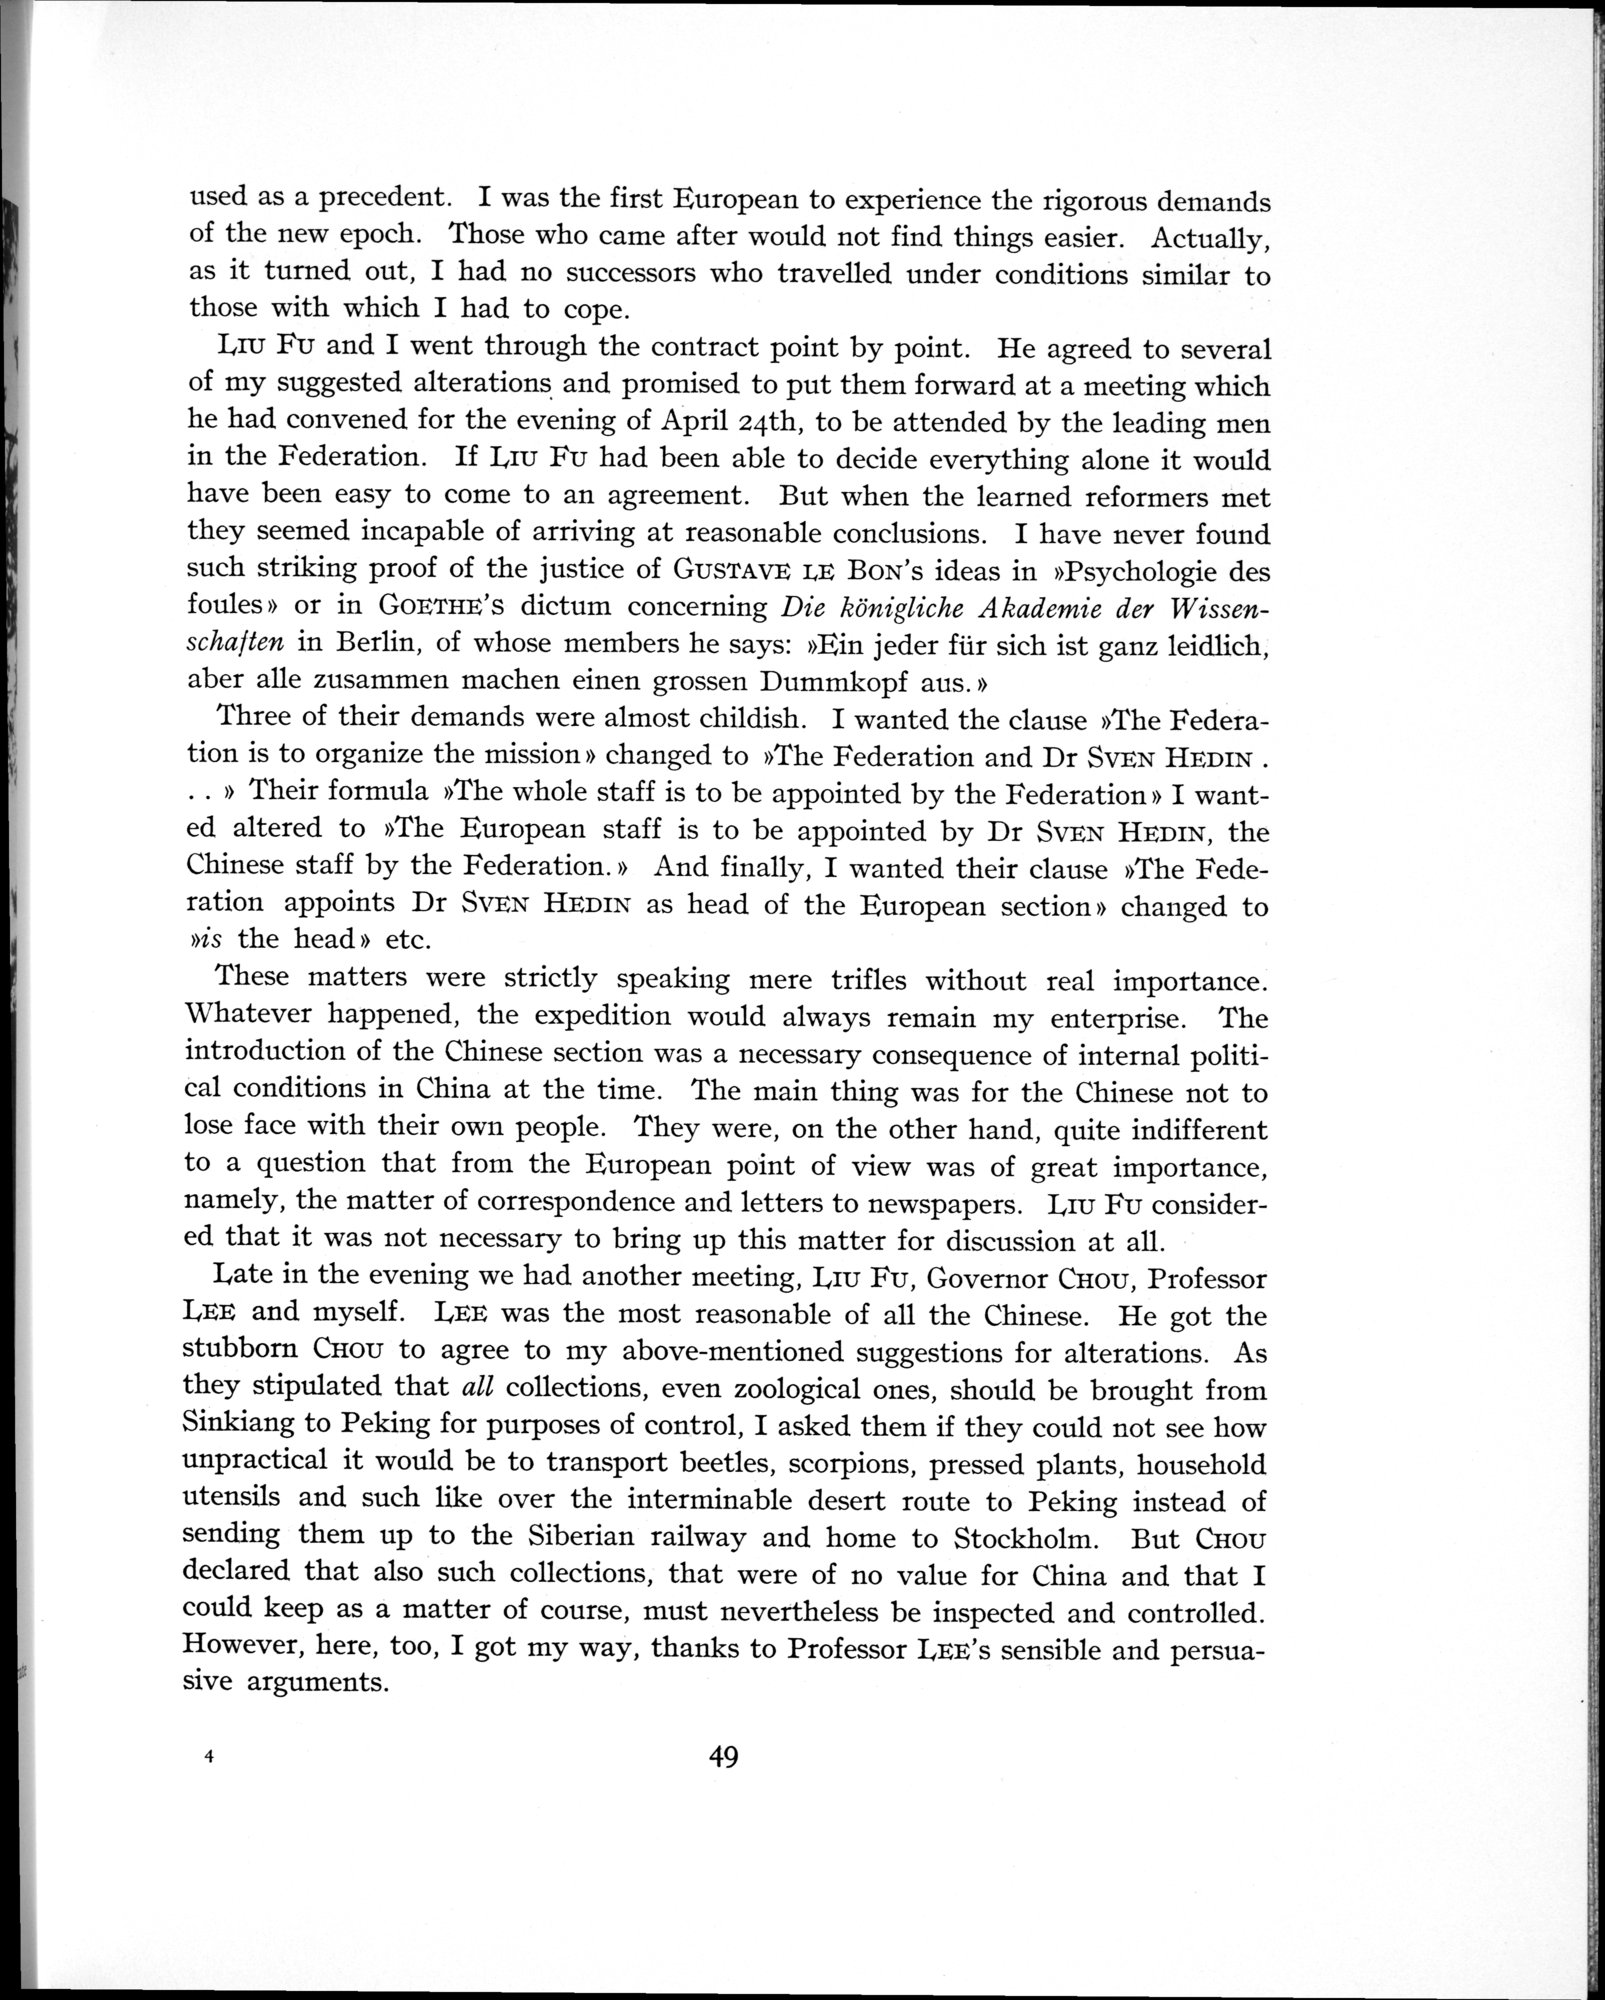 used as a precedent. I was the first European to experience the rigorous demands
of the new epoch. Those who came after would not find things easier. Actually,
as it turned out, I had no successors who travelled under conditions similar to
those with which I had to cope.
LIU FU and I went through the contract point by point. He agreed to several
of my suggested alterations and promised to put them forward at a meeting which
he had convened for the evening of April 24th, to be attended by the leading men
in the Federation. If LIU FU had been able to decide everything alone it would
have been easy to come to an agreement. But when the learned reformers met
they seemed incapable of arriving at reasonable conclusions. I have never found
such striking proof of the justice of GUSTAVE LE BON's ideas in »Psychologie des
foules» or in GOETHE's dictum concerning Die königliche Akademie der Wissen-
schaften in Berlin, of whose members he says: »Ein jeder für sich ist ganz leidlich,
aber alle zusammen machen einen grossen Dummkopf aus.»
Three of their demands were almost childish. I wanted the clause »The Federa-
tion is to organize the mission» changed to »The Federation and Dr SVEN HEDIN .
. . » Their formula »The whole staff is to be appointed by the Federation» I want-
ed altered to »The European staff is to be appointed by Dr SVEN HEDIN, the
Chinese staff by the Federation.» And finally, I wanted their clause »The Fede-
ration appoints Dr SVEN HEDIN as head of the European section» changed to
»is the head» etc.
These matters were strictly speaking mere trifles without real importance.
Whatever happened, the expedition would always remain my enterprise. The
introduction of the Chinese section was a necessary consequence of internal politi-
cal conditions in China at the time. The main thing was for the Chinese not to
lose face with their own people. They were, on the other hand, quite indifferent
to a question that from the European point of view was of great importance,
namely, the matter of correspondence and letters to newspapers. LIU FU consider-
ed that it was not necessary to bring up this matter for discussion at all.
Late in the evening we had another meeting, LIU FU, Governor CHOU, Professor
LEE and myself. LEE was the most reasonable of all the Chinese. He got the
stubborn CHOU to agree to my above-mentioned suggestions for alterations. As
they stipulated that all collections, even zoological ones, should be brought from
Sinkiang to Peking for purposes of control, I asked them if they could not see how
unpractical it would be to transport beetles, scorpions, pressed plants, household
utensils and such like over the interminable desert route to Peking instead of
sending them up to the Siberian railway and home to Stockholm. But CHOU
declared that also such collections, that were of no value for China and that I
could keep as a matter of course, must nevertheless be inspected and controlled.
However, here, too, I got my way, thanks to Professor LEE's sensible and persua-
sive arguments.
4 49